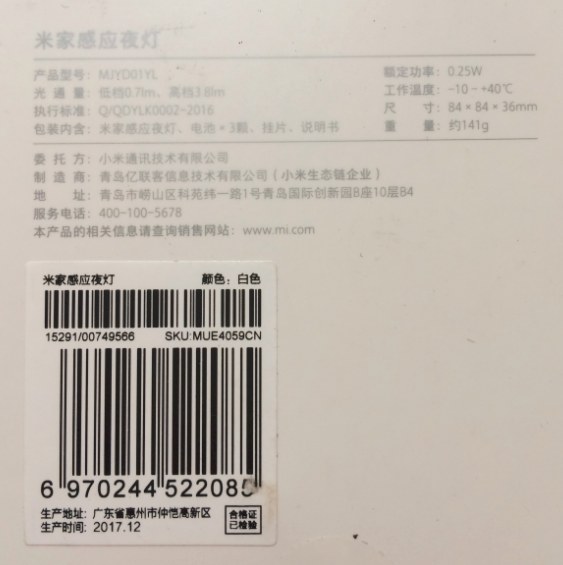 米家感应夜灯
产品型号：MJYD01YL
额定功率：0.25W
光 通 量：低档0.7lm、高档3.8lm
工作温度：-10 ~ +40℃
执行标准：Q/QDYLK0002-2016
尺 寸：84 × 84 × 36mm
包装内含：米家感应夜灯、电池 × 3颗、挂片、说明书
重 量：约141g
委 托 方：小米通讯技术有限公司
制 造 商：青岛亿联客信息技术有限公司（小米生态链企业）
地 址：青岛市崂山区科苑纬一路1号青岛国际创新园B座10层B4
服务电话：400-100-5678
本产品的相关信息请查询销售网站：www.mi.com
米家感应夜灯 颜色：白色
15291/00749566 SKU:MUE4059CN
6 970244 522085
生产地址：广东省惠州市仲恺高新区
生产时间：2017.12
合格证
已检验